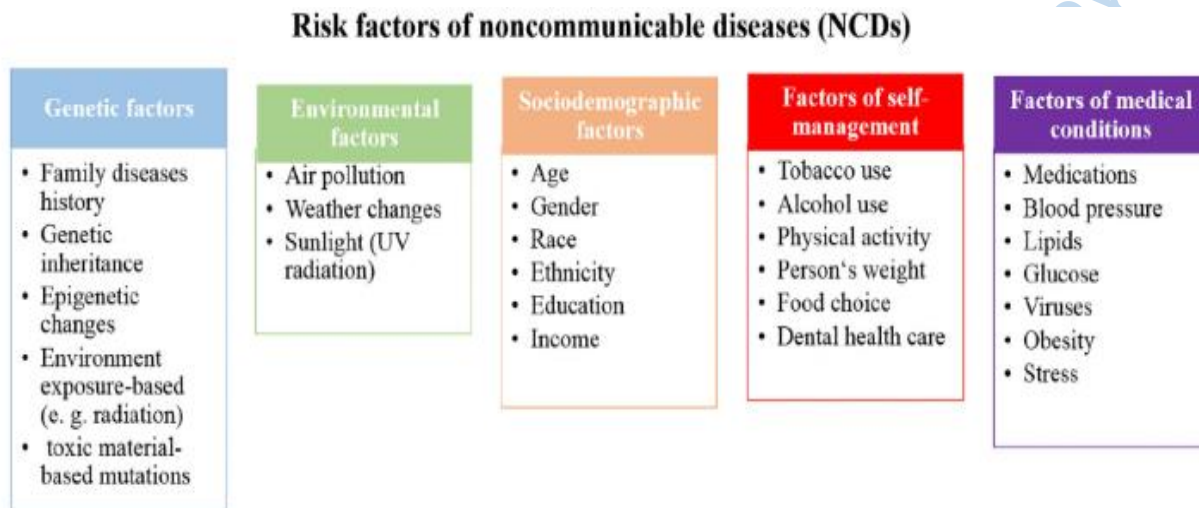 Risk factors of noncommunicable diseases (NCDs)
Genetic factors
• Family diseases
history
• Genetic
inheritance
• Epigenetic
changes
• Environment
exposure-based
(e. g. radiation)
• toxic material-
based mutations
Environmental
factors
• Air pollution
• Weather changes
• Sunlight (UV
radiation)
Sociodemographic
factors
• Age
• Gender
• Race
• Ethnicity
• Education
• Income
Factors of self-
management
• Tobacco use
• Alcohol use
• Physical activity
• Person‘s weight
• Food choice
• Dental health care
Factors of medical
conditions
• Medications
• Blood pressure
• Lipids
• Glucose
• Viruses
• Obesity
• Stress